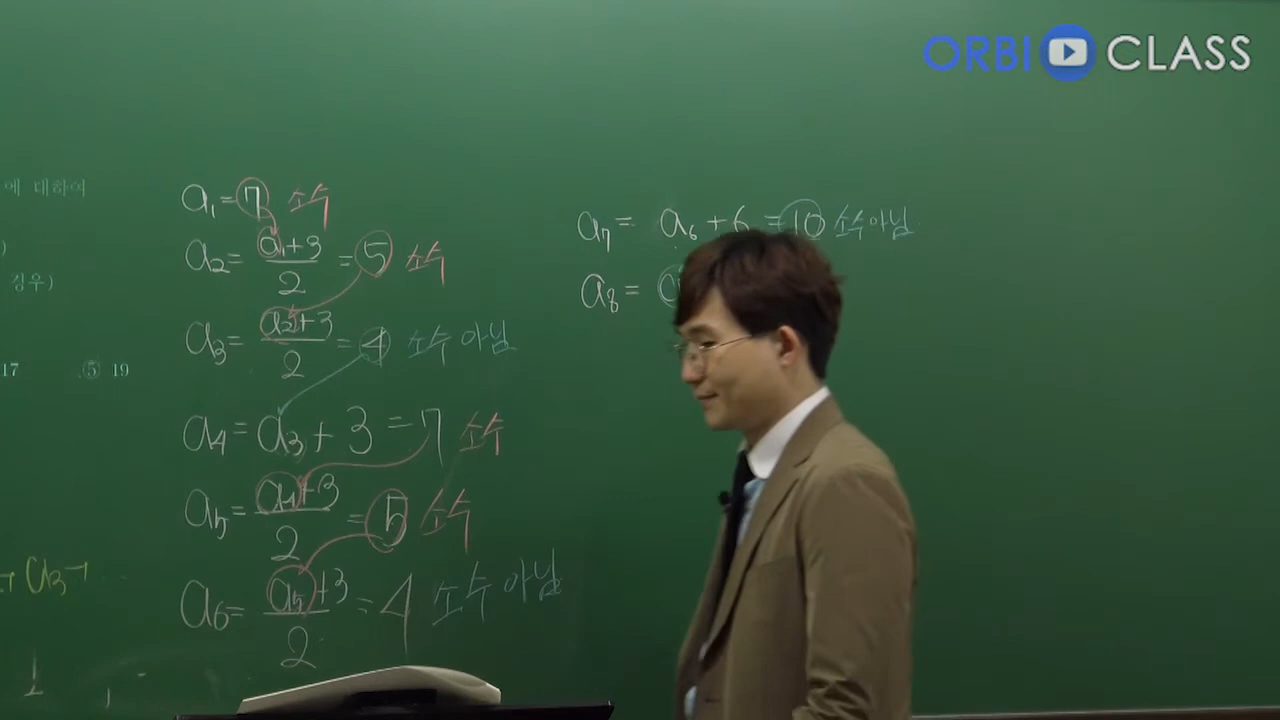 ORBI CLASS
에 대하여
)
경우)
17 ⑤ 19
a₁= 7 소수
a₂= (a₁+3)/2 = 5 소수
a₃= (a₂+3)/2 = 4 소수 아님
a₄= a₃+3 = 7 소수
a₅= (a₄+3)/2 = 5 소수
a₆= (a₅+3)/2 = 4 소수 아님
→ a₃→
1
a₇= a₆+6 = 10 소수아님
a₈=